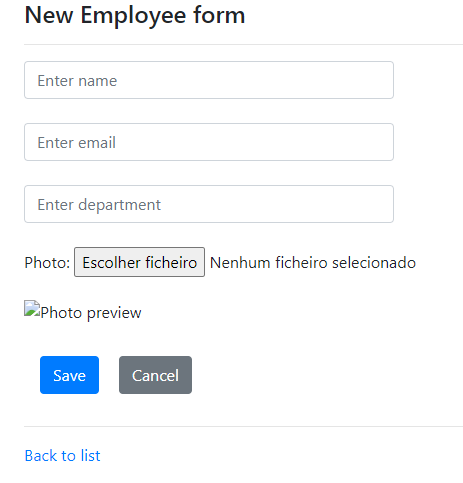 New Employee form
Enter name
Enter email
Enter department
Photo: Escolher ficheiro Nenhum ficheiro selecionado
Photo preview
Save Cancel
Back to list